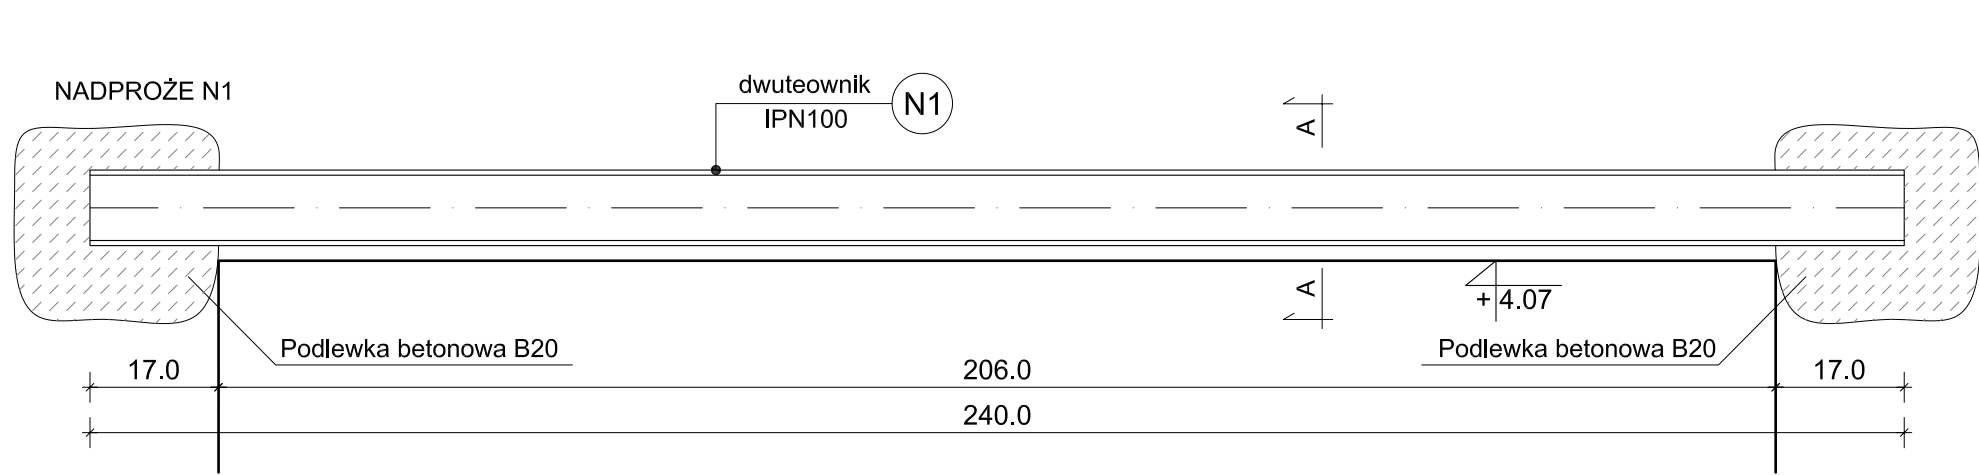 NADPROŻE N1
dwuteownik
IPN100
N1
A
A
+ 4.07
Podlewka betonowa B20
Podlewka betonowa B20
17.0
206.0
17.0
240.0